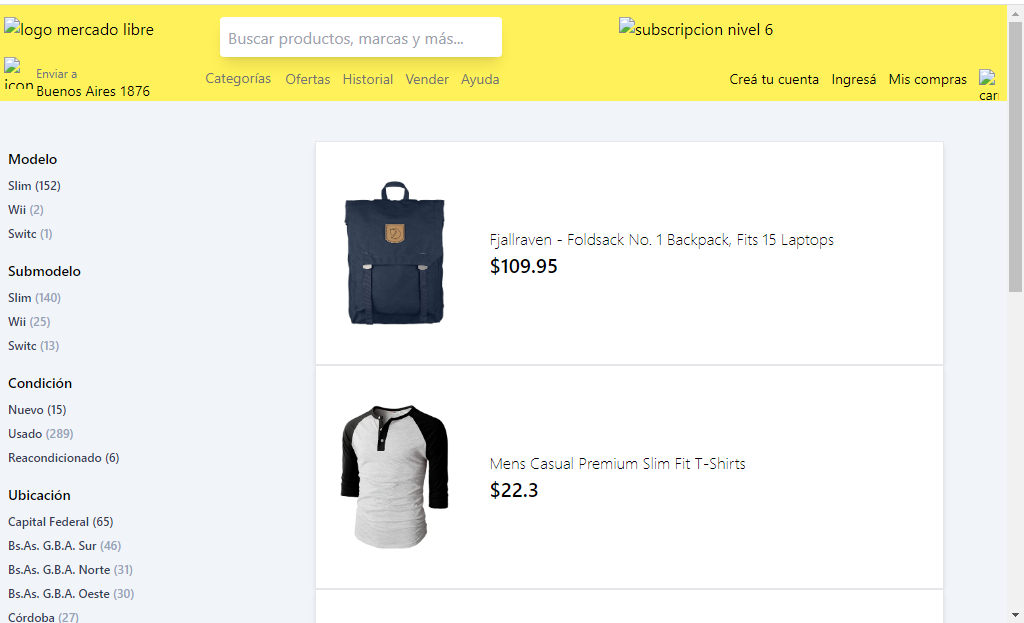 logo mercado libre
Buscar productos, marcas y más...
subscripcion nivel 6
icon
Enviar a
Buenos Aires 1876
Categorías Ofertas Historial Vender Ayuda
Creá tu cuenta Ingresá Mis compras
Modelo
Slim (152)
Wii (2)
Switc (1)
Submodelo
Slim (140)
Wii (25)
Switc (13)
Condición
Nuevo (15)
Usado (289)
Reacondicionado (6)
Ubicación
Capital Federal (65)
Bs.As. G.B.A. Sur (46)
Bs.As. G.B.A. Norte (31)
Bs.As. G.B.A. Oeste (30)
Córdoba (27)
Fjallraven - Foldsack No. 1 Backpack, Fits 15 Laptops
$109.95
Mens Casual Premium Slim Fit T-Shirts
$22.3